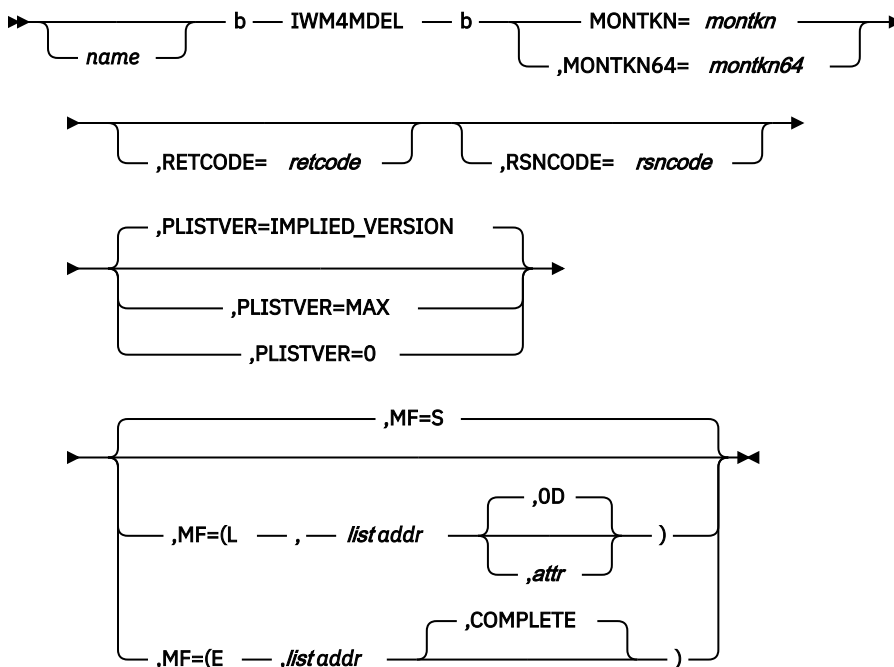 b IWM4MDEL b MONTKN= montkn
name ,MONTKN64= montkn64
,RETCODE= retcode ,RSNCODE= rsncode
,PLISTVER=IMPLIED_VERSION
,PLISTVER=MAX
,PLISTVER=0
,MF=S
,0D
,MF=(L , list addr )
,attr
,COMPLETE
,MF=(E ,list addr )